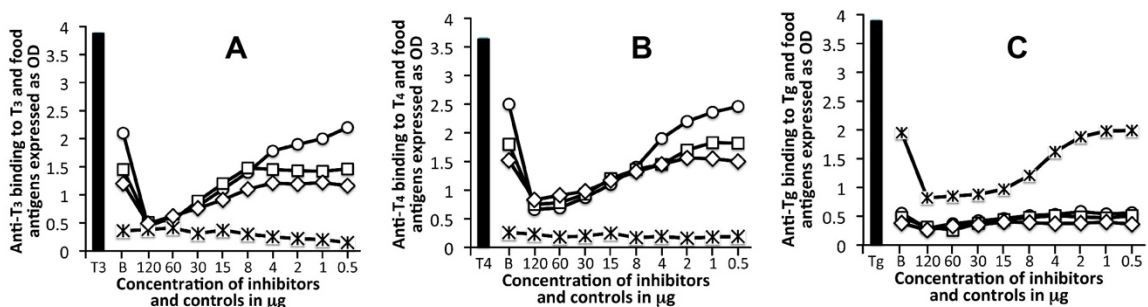 A
Anti-T3 binding to T3 and food
antigens expressed as OD
4
3.5
3
2.5
2
1.5
1
0.5
0
T3 B 120 60 30 15 8 4 2 1 0.5
Concentration of inhibitors
and controls in μg
B
Anti-T4 binding to T4 and food
antigens expressed as OD
4
3.5
3
2.5
2
1.5
1
0.5
0
T4 B 120 60 30 15 8 4 2 1 0.5
Concentration of inhibitors
and controls in μg
C
Anti-Tg binding to Tg and food
antigens expressed as OD
4
3.5
3
2.5
2
1.5
1
0.5
0
Tg B 120 60 30 15 8 4 2 1 0.5
Concentration of inhibitors
and controls in μg